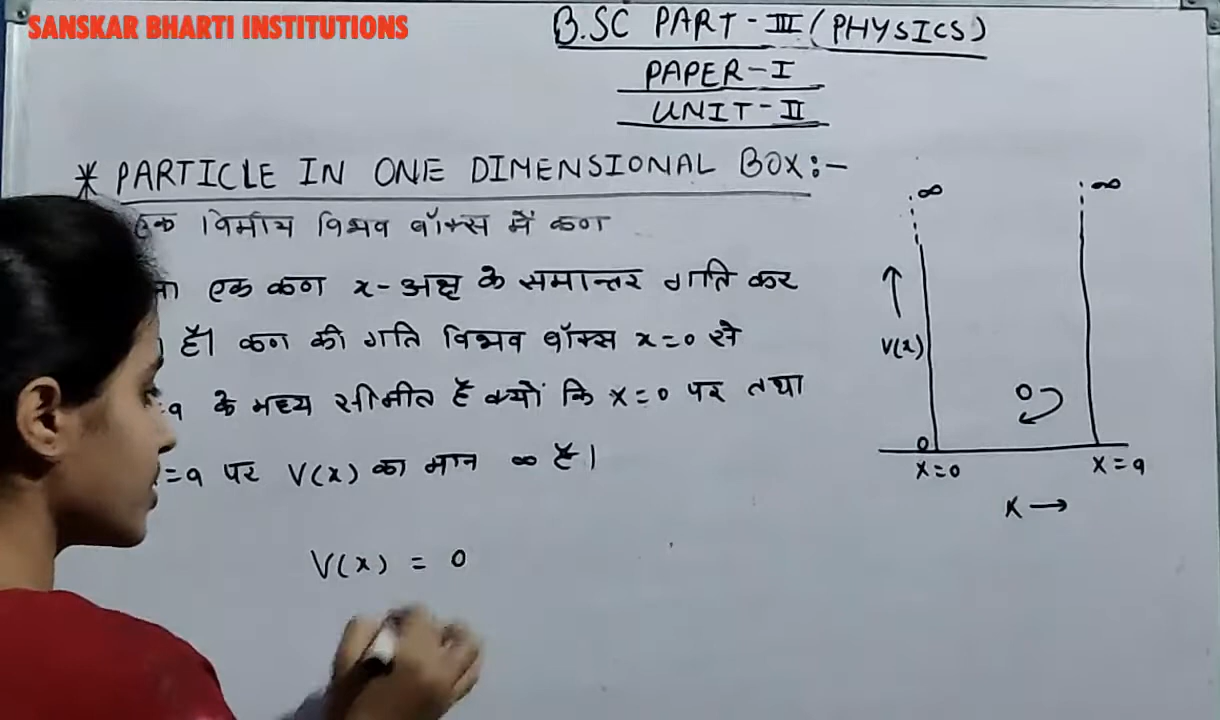 SANSKAR BHARTI INSTITUTIONS
B.SC PART-III (PHYSICS)
PAPER-I
UNIT-II
* PARTICLE IN ONE DIMENSIONAL BOX:-
एक विमीय विभव बॉक्स में कण
एक कण x-अक्ष के समान्तर गति कर
है। कण की गति विभव बॉक्स x=0 से
a के मध्य सीमीत है क्यों कि x=0 पर तथा
=a पर V(x) का मान ∞ है।
V(x) = 0
∞ ∞
V(x)
0
x=0 x=a
x→